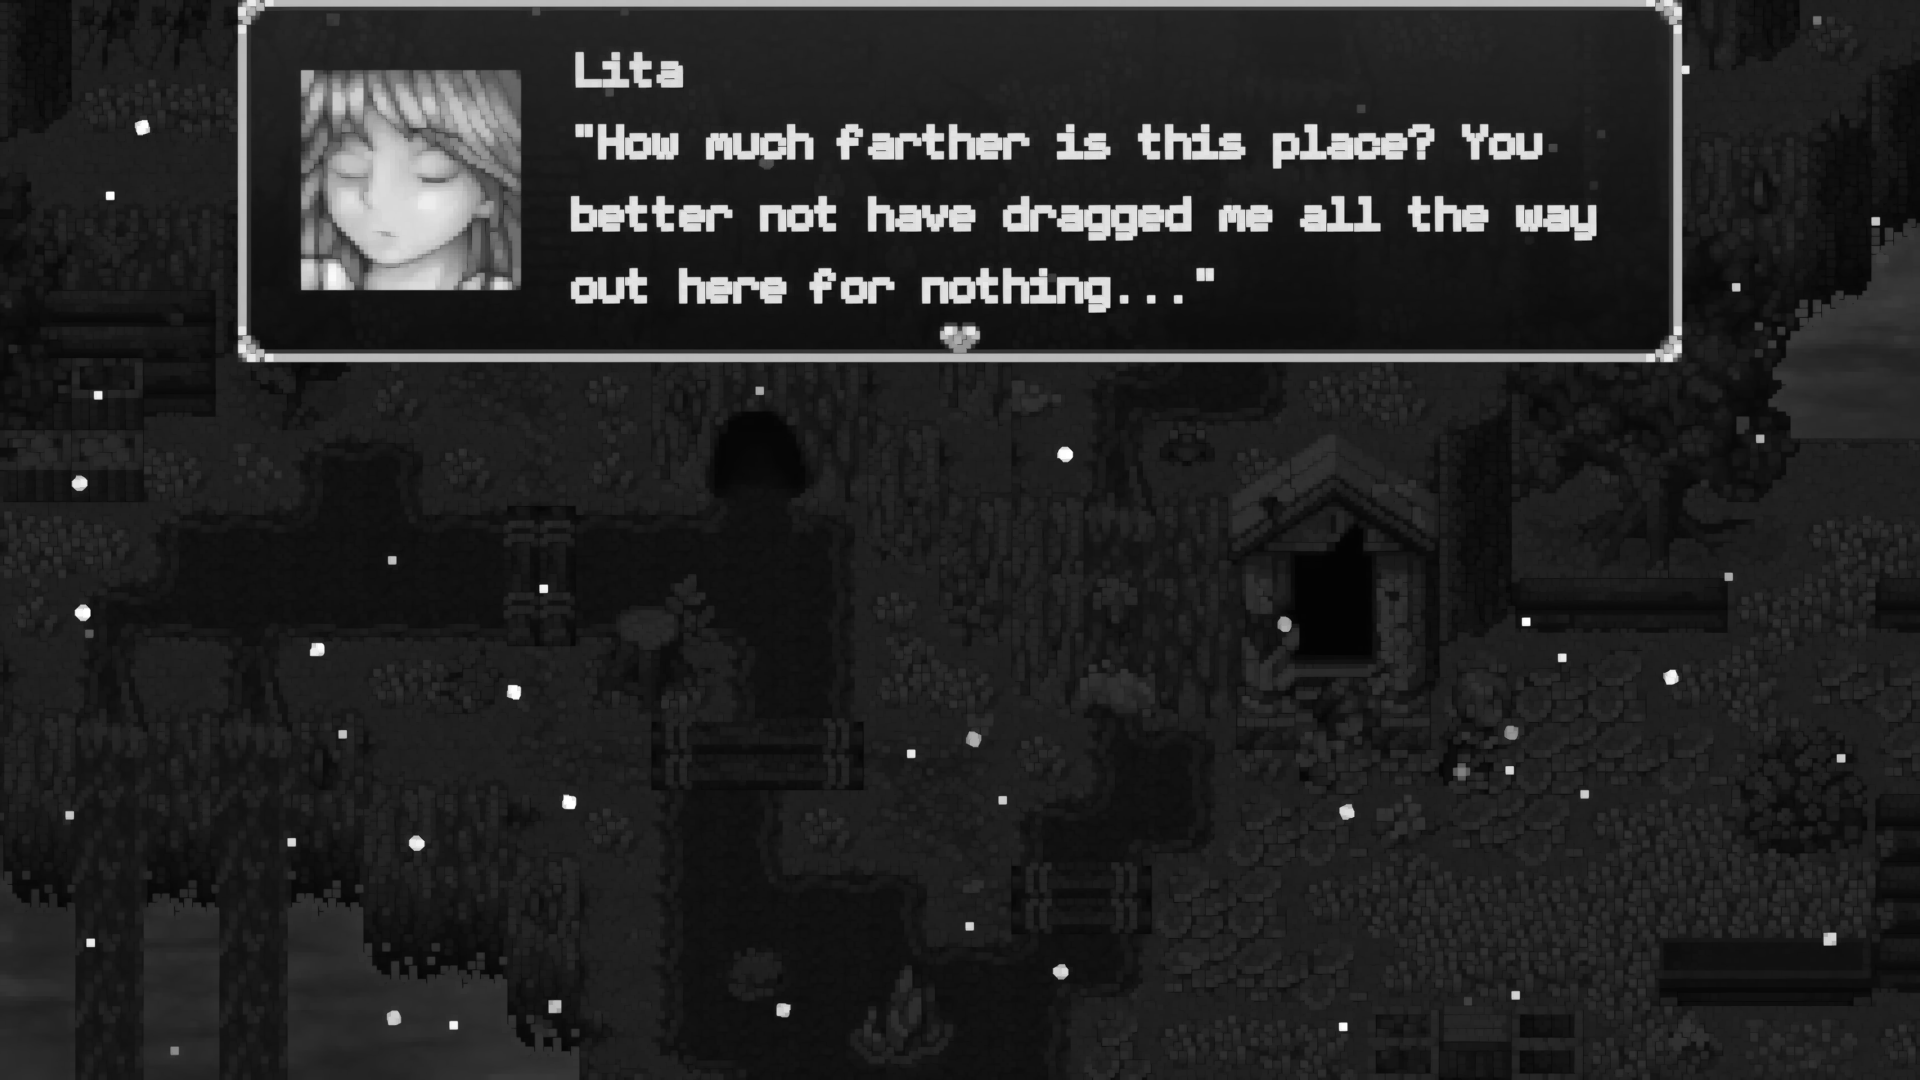 Lita
"How much farther is this place? You
better not have dragged me all the way
out here for nothing..."